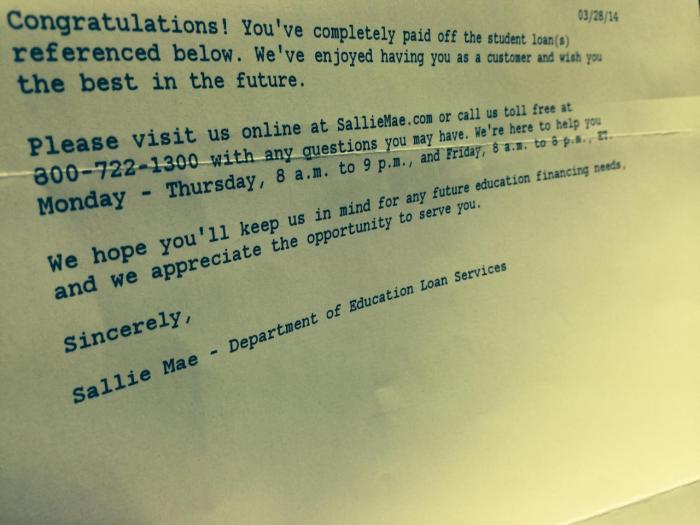 03/28/14
Congratulations! You've completely paid off the student loan(s)
referenced below. We've enjoyed having you as a customer and wish you
the best in the future.
Please visit us online at SallieMae.com or call us toll free at
800-722-1300 with any questions you may have. We're here to help you
Monday - Thursday, 8 a.m. to 9 p.m., and Friday, 8 a.m. to 8 p.m., ET.
We hope you'll keep us in mind for any future education financing needs,
and we appreciate the opportunity to serve you.
Sincerely,
Sallie Mae - Department of Education Loan Services